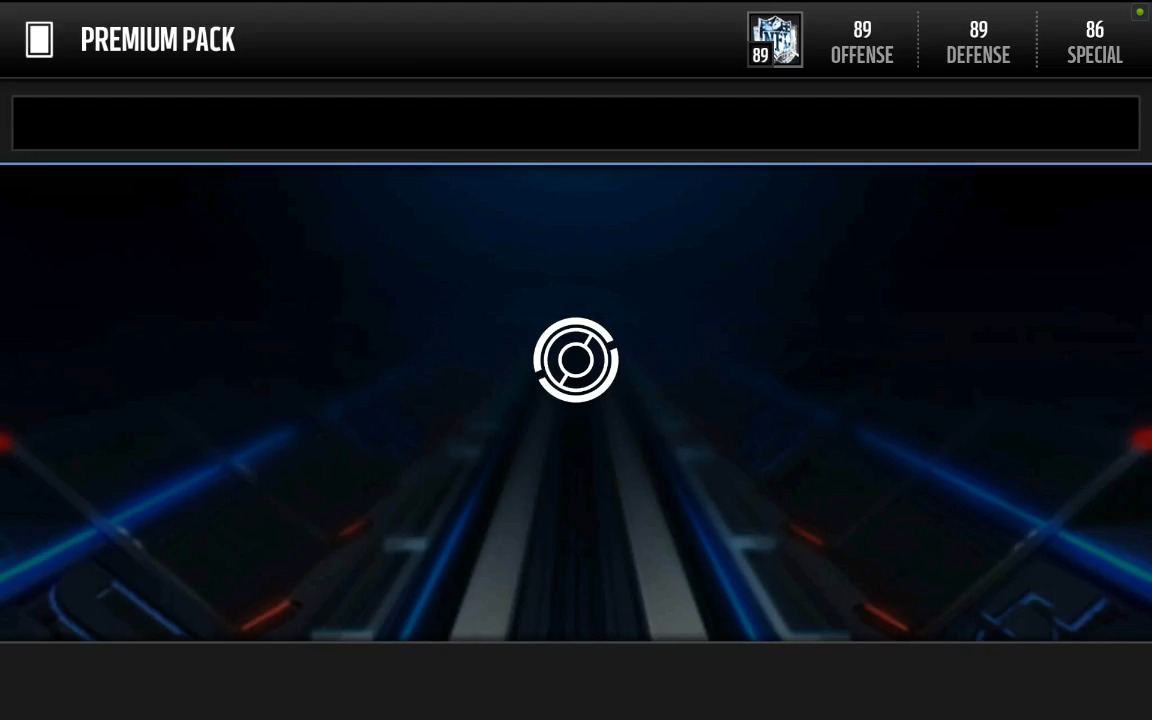 PREMIUM PACK
89
89
OFFENSE
89
DEFENSE
86
SPECIAL